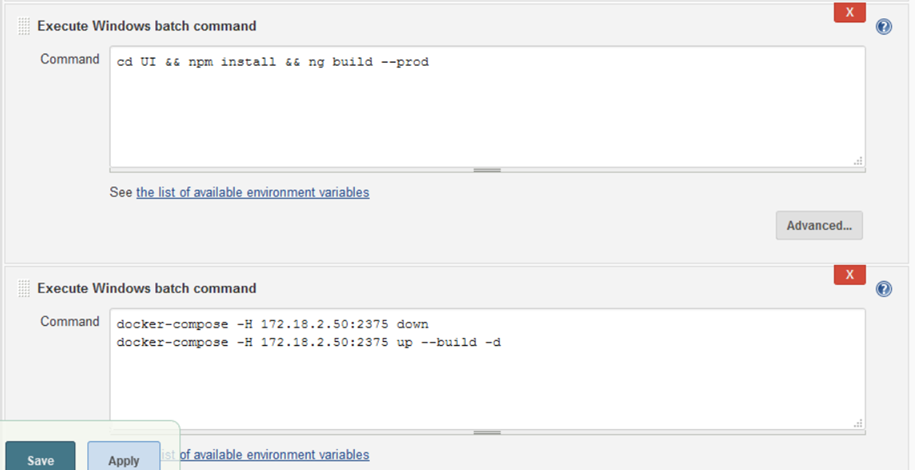 X
Execute Windows batch command
?
Command
cd UI && npm install && ng build --prod
See the list of available environment variables
Advanced...
X
Execute Windows batch command
?
Command
docker-compose -H 172.18.2.50:2375 down
docker-compose -H 172.18.2.50:2375 up --build -d
list of available environment variables
Save
Apply